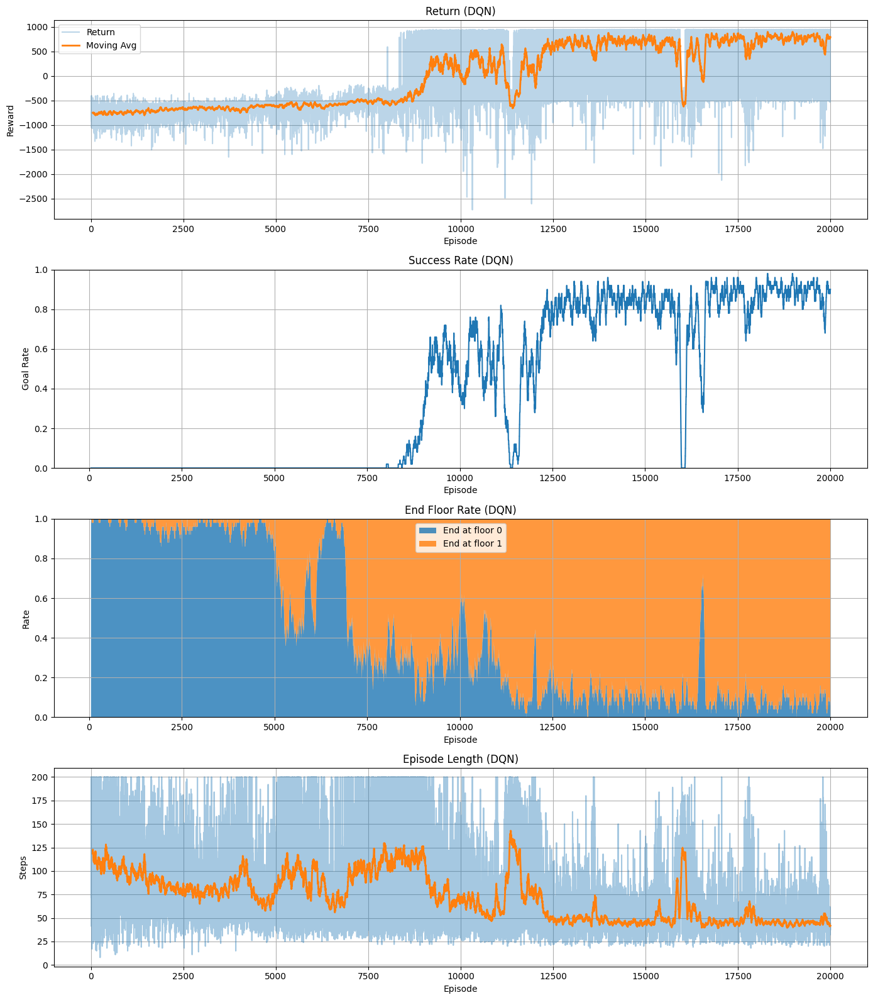 Return (DQN)
1000
500
0
−500
−1000
−1500
−2000
−2500
Reward
Return
Moving Avg
0 2500 5000 7500 10000 12500 15000 17500 20000
Episode
Success Rate (DQN)
1.0
0.8
0.6
0.4
0.2
0.0
Goal Rate
0 2500 5000 7500 10000 12500 15000 17500 20000
Episode
End Floor Rate (DQN)
1.0
0.8
0.6
0.4
0.2
0.0
Rate
End at floor 0
End at floor 1
0 2500 5000 7500 10000 12500 15000 17500 20000
Episode
Episode Length (DQN)
200
175
150
125
100
75
50
25
0
Steps
0 2500 5000 7500 10000 12500 15000 17500 20000
Episode